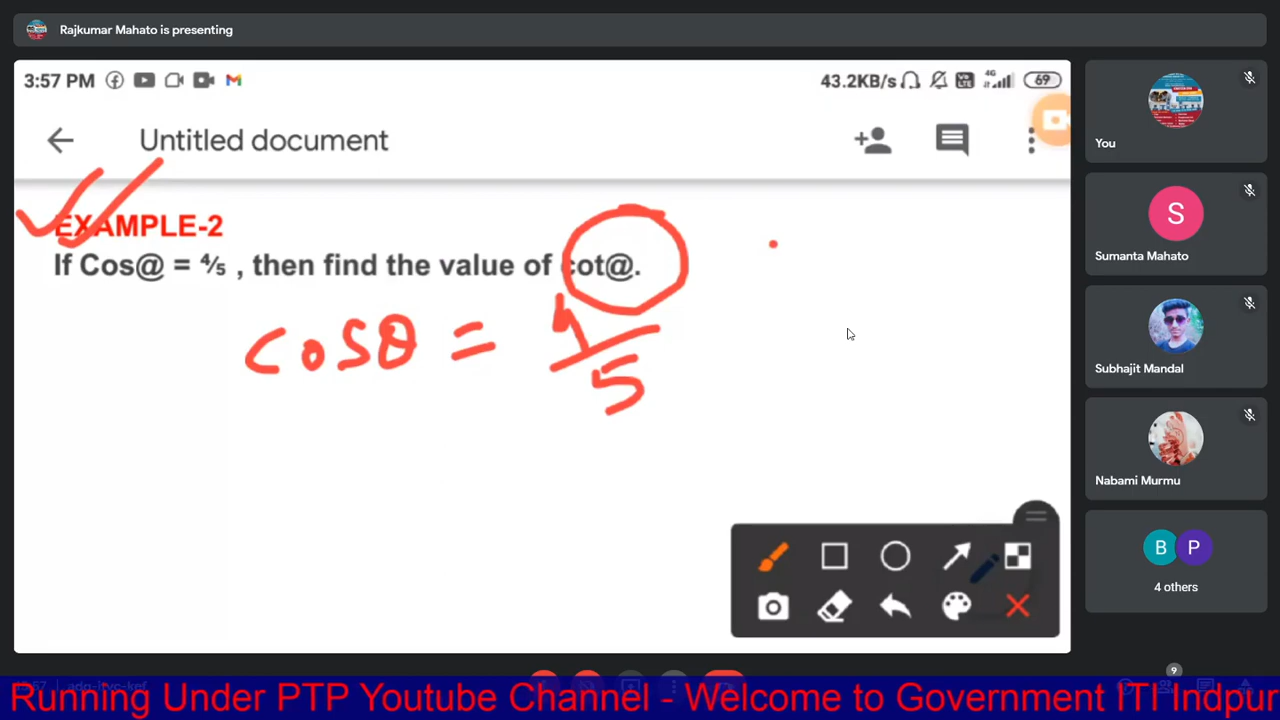 Rajkumar Mahato is presenting
3:57 PM
43.2KB/s
4G
69
Untitled document
EXAMPLE-2
If Cos@ = ⅘ , then find the value of cot@.
cosθ = 4/5
You
S
Sumanta Mahato
Subhajit Mandal
Nabami Murmu
B P
4 others
9
Running Under PTP Youtube Channel - Welcome to Government ITI Indpur